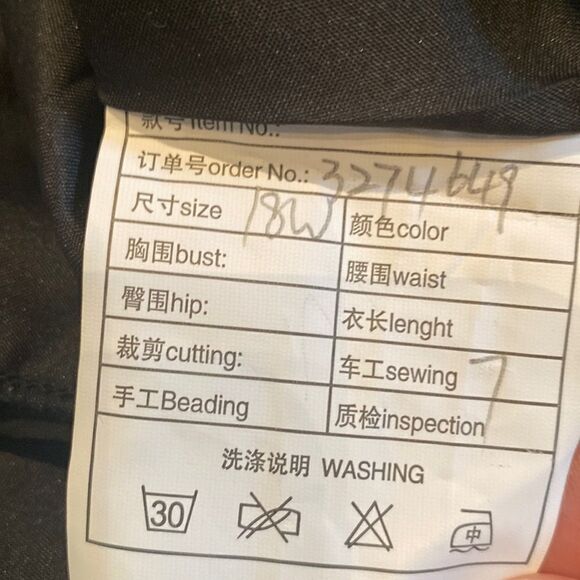 款号Item No.:
订单号order No.: 3274649
尺寸size 18W 颜色color
胸围bust: 腰围waist
臀围hip: 衣长lenght
裁剪cutting: 车工sewing 7
手工Beading 质检inspection
洗涤说明 WASHING
30 中